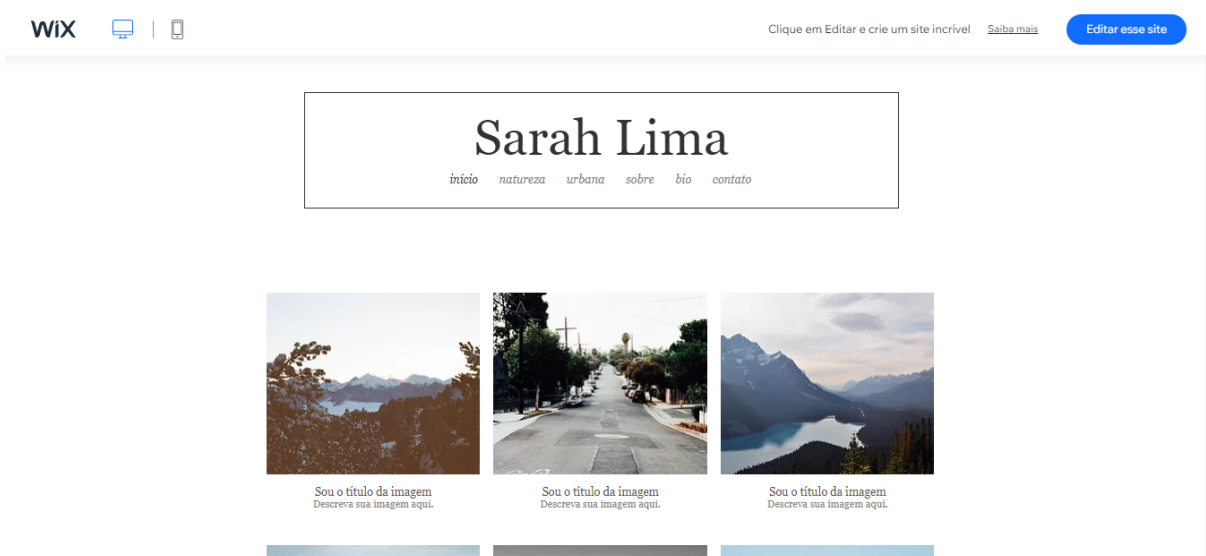 WiX
Clique em Editar e crie um site incrível Saiba mais Editar esse site
Sarah Lima
início natureza urbana sobre bio contato
Sou o título da imagem Sou o título da imagem Sou o título da imagem
Descreva sua imagem aqui. Descreva sua imagem aqui. Descreva sua imagem aqui.